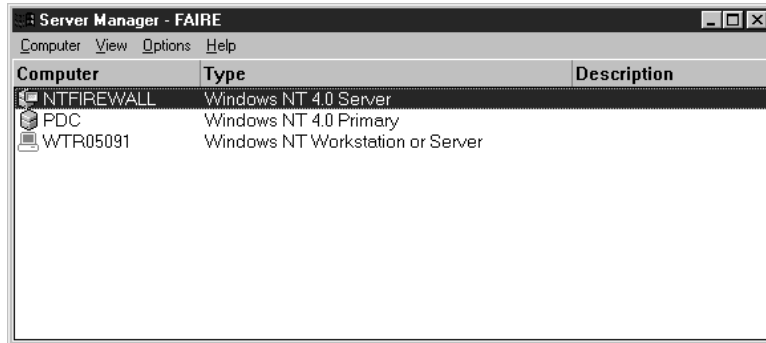 Server Manager - FAIRE
Computer View Options Help
Computer Type Description
NTFIREWALL Windows NT 4.0 Server
PDC Windows NT 4.0 Primary
WTR05091 Windows NT Workstation or Server